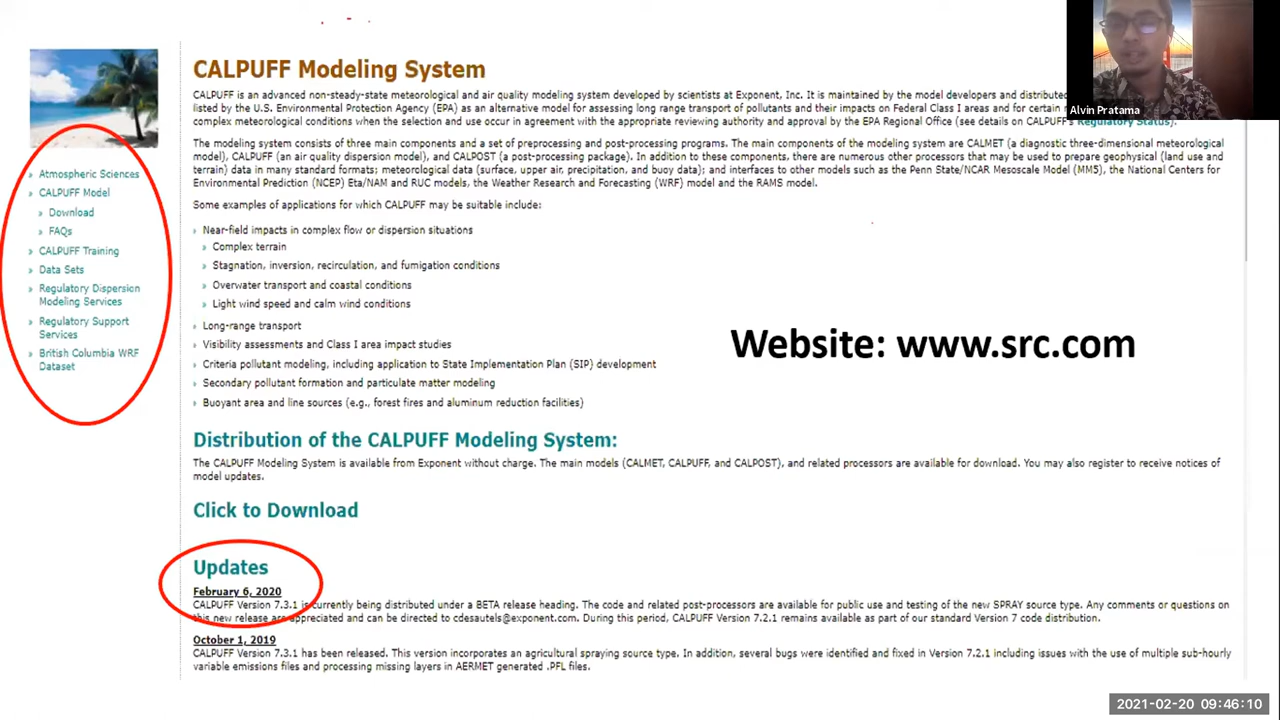 CALPUFF Modeling System
CALPUFF is an advanced non-steady-state meteorological and air quality modeling system developed by scientists at Exponent, Inc. It is maintained by the model developers and distributed
listed by the U.S. Environmental Protection Agency (EPA) as an alternative model for assessing long range transport of pollutants and their impacts on Federal Class I areas and for certain
complex meteorological conditions when the selection and use occur in agreement with the appropriate reviewing authority and approval by the EPA Regional Office (see details on CALPUFF's Regulatory Status).
Alvin Pratama
The modeling system consists of three main components and a set of preprocessing and post-processing programs. The main components of the modeling system are CALMET (a diagnostic three-dimensional meteorological
model), CALPUFF (an air quality dispersion model), and CALPOST (a post-processing package). In addition to these components, there are numerous other processors that may be used to prepare geophysical (land use and
terrain) data in many standard formats; meteorological data (surface, upper air, precipitation, and buoy data); and interfaces to other models such as the Penn State/NCAR Mesoscale Model (MM5), the National Centers for
Environmental Prediction (NCEP) Eta/NAM and RUC models, the Weather Research and Forecasting (WRF) model and the RAMS model.
Some examples of applications for which CALPUFF may be suitable include:
» Near-field impacts in complex flow or dispersion situations
» Complex terrain
» Stagnation, inversion, recirculation, and fumigation conditions
» Overwater transport and coastal conditions
» Light wind speed and calm wind conditions
» Long-range transport
» Visibility assessments and Class I area impact studies
» Criteria pollutant modeling, including application to State Implementation Plan (SIP) development
» Secondary pollutant formation and particulate matter modeling
» Buoyant area and line sources (e.g., forest fires and aluminum reduction facilities)
» Atmospheric Sciences
» CALPUFF Model
» Download
» FAQs
» CALPUFF Training
» Data Sets
» Regulatory Dispersion
Modeling Services
» Regulatory Support
Services
» British Columbia WRF
Dataset
Website: www.src.com
Distribution of the CALPUFF Modeling System:
The CALPUFF Modeling System is available from Exponent without charge. The main models (CALMET, CALPUFF, and CALPOST), and related processors are available for download. You may also register to receive notices of
model updates.
Click to Download
Updates
February 6, 2020
CALPUFF Version 7.3.1 is currently being distributed under a BETA release heading. The code and related post-processors are available for public use and testing of the new SPRAY source type. Any comments or questions on
this new release are appreciated and can be directed to cdesautels@exponent.com. During this period, CALPUFF Version 7.2.1 remains available as part of our standard Version 7 code distribution.
October 1, 2019
CALPUFF Version 7.3.1 has been released. This version incorporates an agricultural spraying source type. In addition, several bugs were identified and fixed in Version 7.2.1 including issues with the use of multiple sub-hourly
variable emissions files and processing missing layers in AERMET generated .PFL files.
2021-02-20 09:46:10